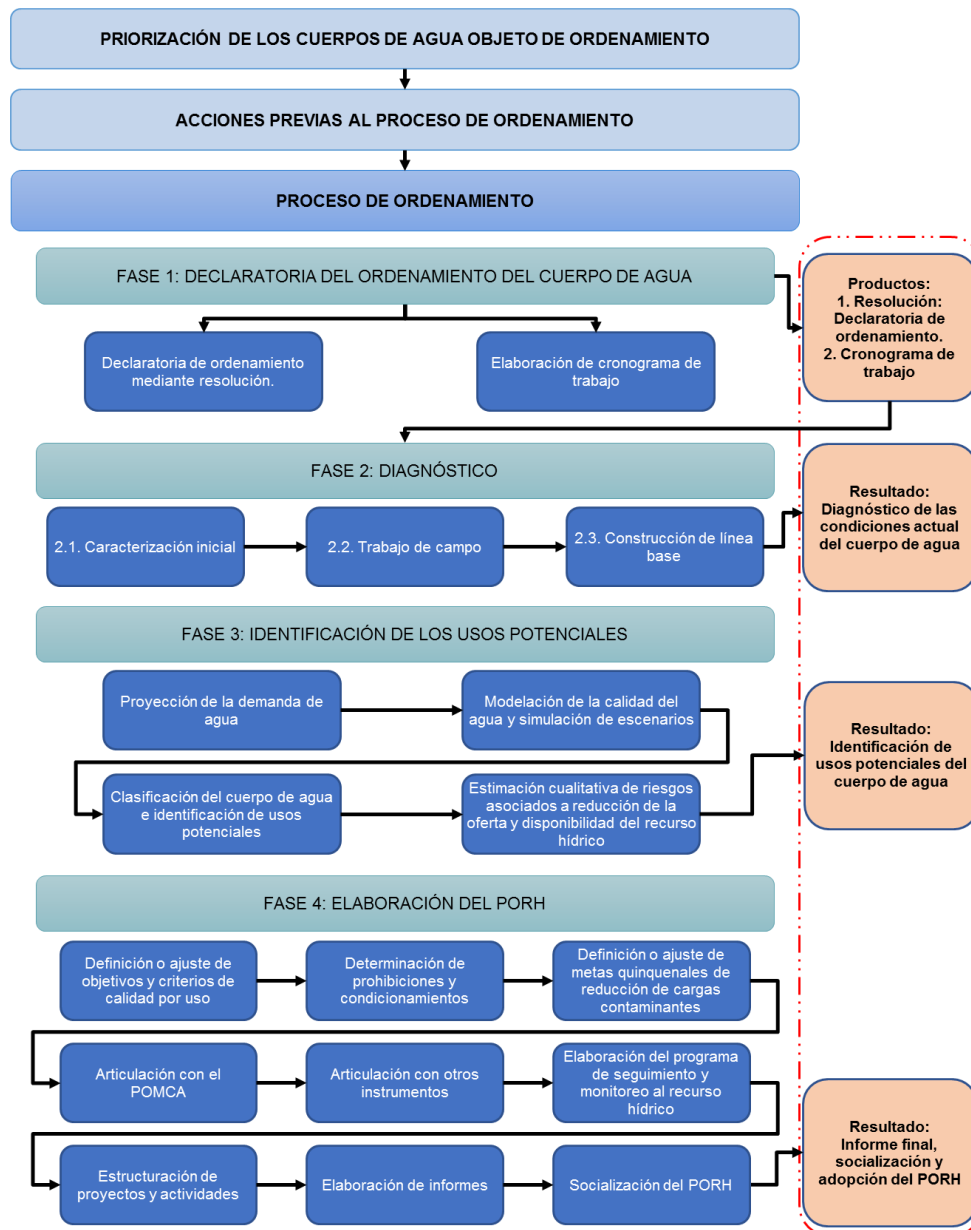 PRIORIZACIÓN DE LOS CUERPOS DE AGUA OBJETO DE ORDENAMIENTO
ACCIONES PREVIAS AL PROCESO DE ORDENAMIENTO
PROCESO DE ORDENAMIENTO
FASE 1: DECLARATORIA DEL ORDENAMIENTO DEL CUERPO DE AGUA
Declaratoria de ordenamiento
mediante resolución.
Elaboración de cronograma de
trabajo
Productos:
1. Resolución:
Declaratoria de
ordenamiento.
2. Cronograma de
trabajo
FASE 2: DIAGNÓSTICO
2.1. Caracterización inicial
2.2. Trabajo de campo
2.3. Construcción de línea
base
Resultado:
Diagnóstico de las
condiciones actual
del cuerpo de agua
FASE 3: IDENTIFICACIÓN DE LOS USOS POTENCIALES
Proyección de la demanda de
agua
Modelación de la calidad del
agua y simulación de escenarios
Clasificación del cuerpo de agua
e identificación de usos
potenciales
Estimación cualitativa de riesgos
asociados a reducción de la
oferta y disponibilidad del recurso
hídrico
Resultado:
Identificación de
usos potenciales del
cuerpo de agua
FASE 4: ELABORACIÓN DEL PORH
Definición o ajuste de
objetivos y criterios de
calidad por uso
Determinación de
prohibiciones y
condicionamientos
Definición o ajuste de
metas quinquenales de
reducción de cargas
contaminantes
Articulación con el
POMCA
Articulación con otros
instrumentos
Elaboración del programa
de seguimiento y
monitoreo al recurso
hídrico
Estructuración de
proyectos y actividades
Elaboración de informes
Socialización del PORH
Resultado:
Informe final,
socialización y
adopción del PORH